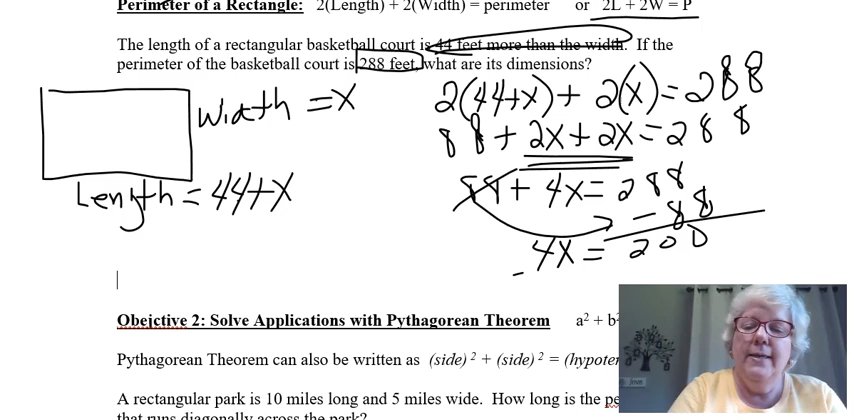 Perimeter of a Rectangle: 2(Length) + 2(Width) = perimeter or 2L + 2W = P
The length of a rectangular basketball court is 44 feet more than the width. If the
perimeter of the basketball court is 288 feet, what are its dimensions?
Width = X
Length = 44+X
2(44+X) + 2(X) = 288
88 + 2X + 2X = 288
88 + 4X = 288
- 88
4X = 200
Obejctive 2: Solve Applications with Pythagorean Theorem a² + b²
Pythagorean Theorem can also be written as (side) ² + (side) ² = (hypoten
A rectangular park is 10 miles long and 5 miles wide. How long is the pe
that runs diagonally across the park?